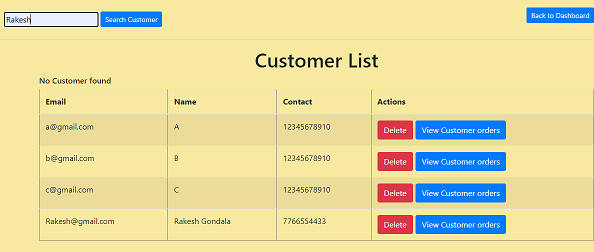 Rakesh Search Customer Back to Dashboard
Customer List
No Customer found
Email Name Contact Actions
a@gmail.com A 12345678910 Delete View Customer orders
b@gmail.com B 12345678910 Delete View Customer orders
c@gmail.com C 12345678910 Delete View Customer orders
Rakesh@gmail.com Rakesh Gondala 7766554433 Delete View Customer orders